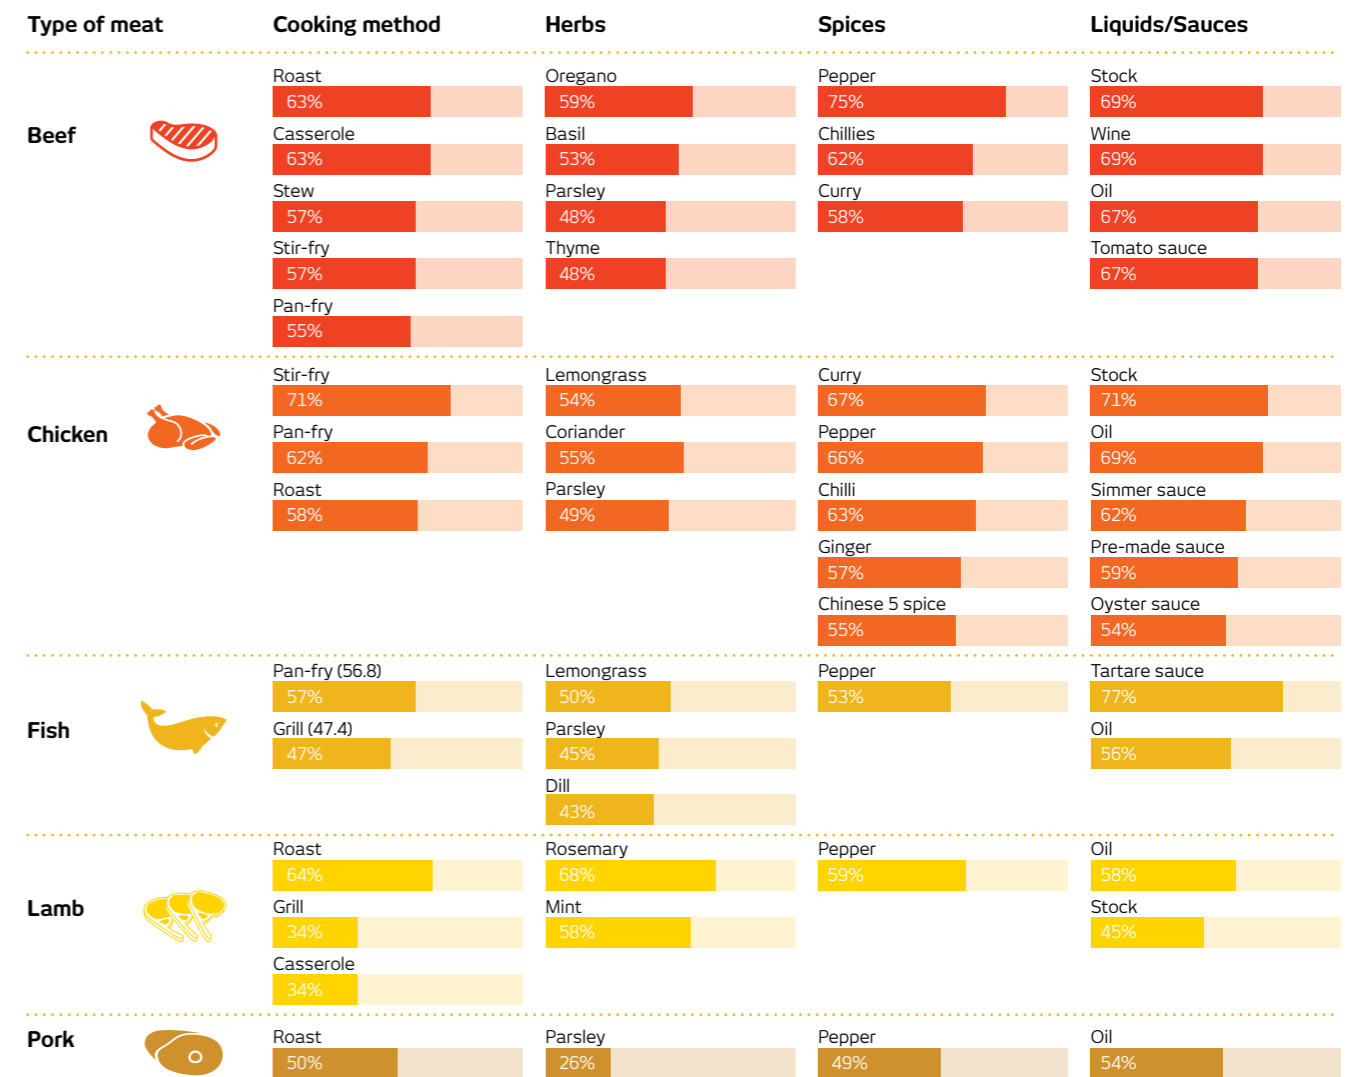 Type of meat Cooking method Herbs Spices Liquids/Sauces
Beef
Roast
63%
Casserole
63%
Stew
57%
Stir-fry
57%
Pan-fry
55%
Oregano
59%
Basil
53%
Parsley
48%
Thyme
48%
Pepper
75%
Chillies
62%
Curry
58%
Stock
69%
Wine
69%
Oil
67%
Tomato sauce
67%
Chicken
Stir-fry
71%
Pan-fry
62%
Roast
58%
Lemongrass
54%
Coriander
55%
Parsley
49%
Curry
67%
Pepper
66%
Chilli
63%
Ginger
57%
Chinese 5 spice
55%
Stock
71%
Oil
69%
Simmer sauce
62%
Pre-made sauce
59%
Oyster sauce
54%
Fish
Pan-fry (56.8)
57%
Grill (47.4)
47%
Lemongrass
50%
Parsley
45%
Dill
43%
Pepper
53%
Tartare sauce
77%
Oil
56%
Lamb
Roast
64%
Grill
34%
Casserole
34%
Rosemary
68%
Mint
58%
Pepper
59%
Oil
58%
Stock
45%
Pork
Roast
50%
Parsley
26%
Pepper
49%
Oil
54%